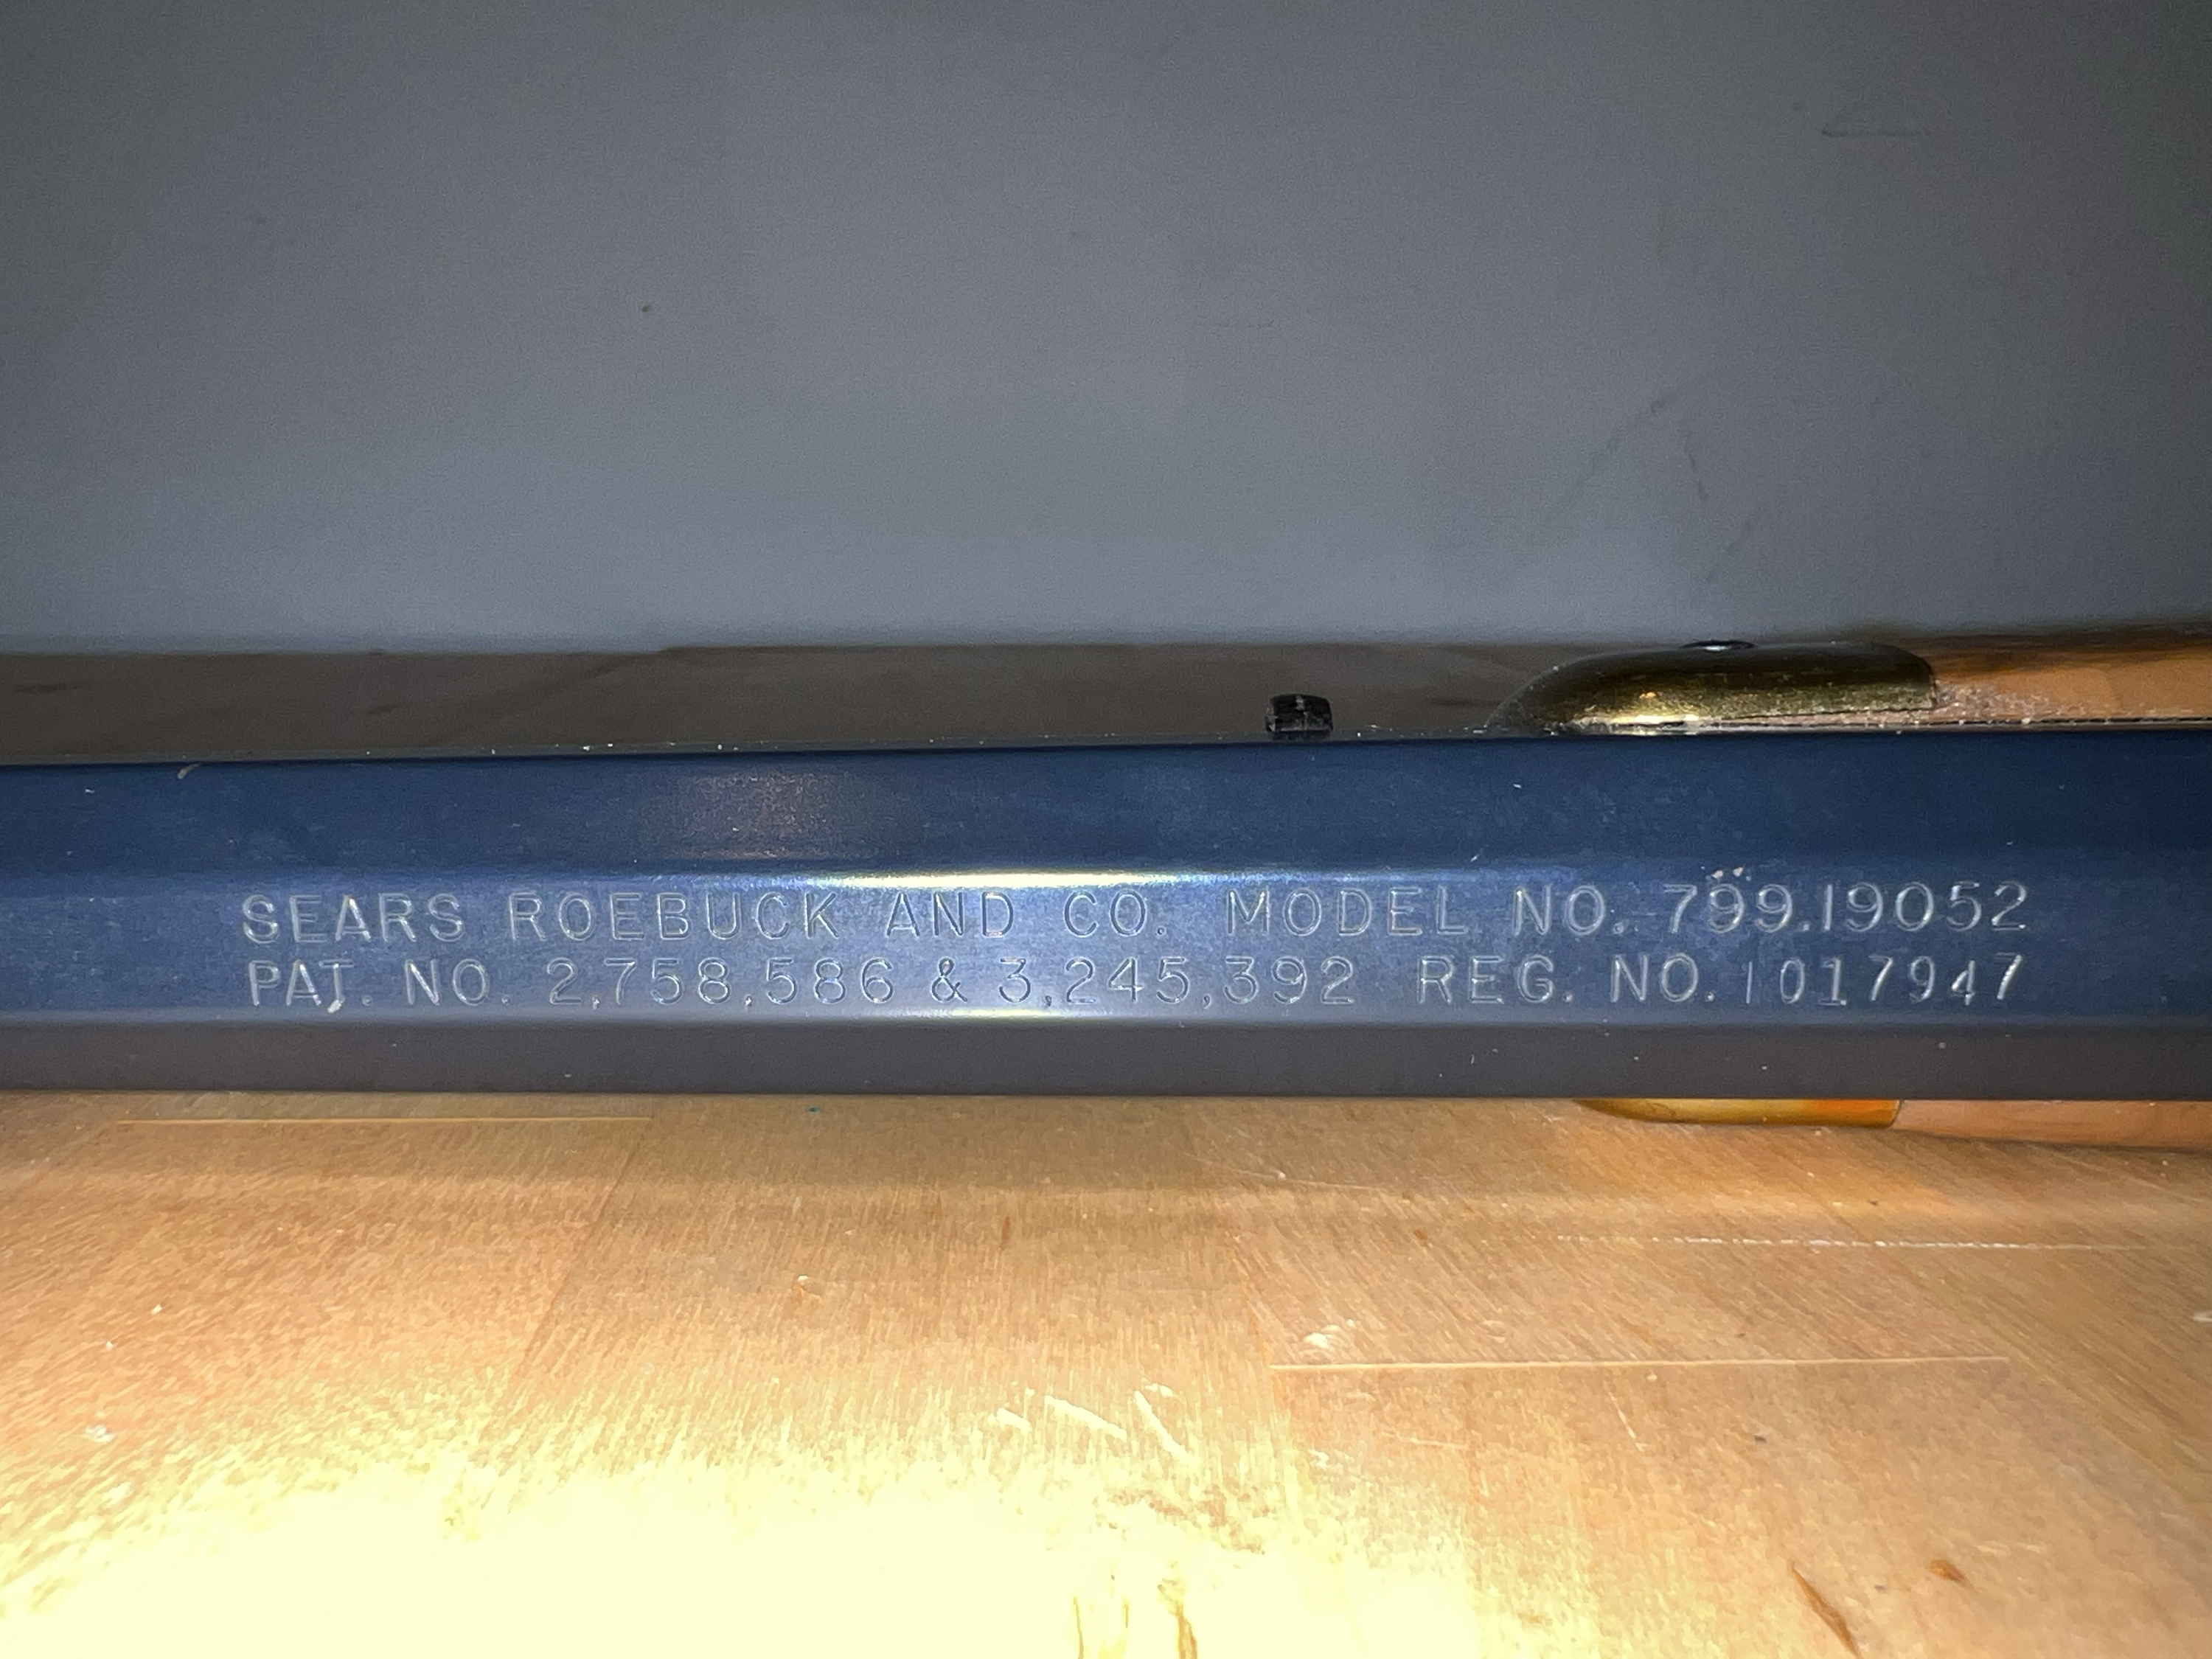 SEARS ROEBUCK AND CO. MODEL NO. 799.19052
PAT. NO. 2,758,586 & 3,245,392 REG. NO. 1017947